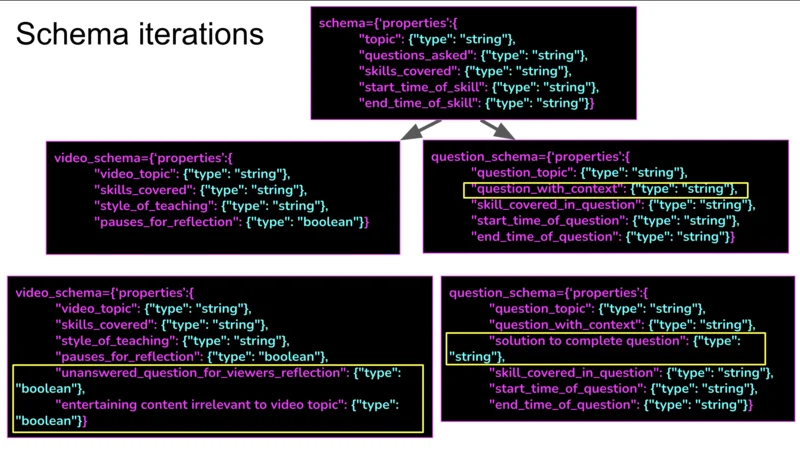 Schema iterations
schema={‘properties’:{
"topic": {"type": "string"},
"questions_asked": {"type": "string"},
"skills_covered": {"type": "string"},
"start_time_of_skill": {"type": "string"},
"end_time_of_skill": {"type": "string"}}
video_schema={‘properties’:{
"video_topic": {"type": "string"},
"skills_covered": {"type": "string"},
"style_of_teaching": {"type": "string"},
"pauses_for_reflection": {"type": "boolean"}}
question_schema={‘properties’:{
"question_topic": {"type": "string"},
"question_with_context": {"type": "string"},
"skill_covered_in_question": {"type": "string"},
"start_time_of_question": {"type": "string"},
"end_time_of_question": {"type": "string"}}
video_schema={‘properties’:{
"video_topic": {"type": "string"},
"skills_covered": {"type": "string"},
"style_of_teaching": {"type": "string"},
"pauses_for_reflection": {"type": "boolean"},
"unanswered_question_for_viewers_reflection": {"type":
"boolean"},
"entertaining content irrelevant to video topic": {"type":
"boolean"}}
question_schema={‘properties’:{
"question_topic": {"type": "string"},
"question_with_context": {"type": "string"},
"solution to complete question": {"type":
"string"},
"skill_covered_in_question": {"type": "string"},
"start_time_of_question": {"type": "string"},
"end_time_of_question": {"type": "string"}}